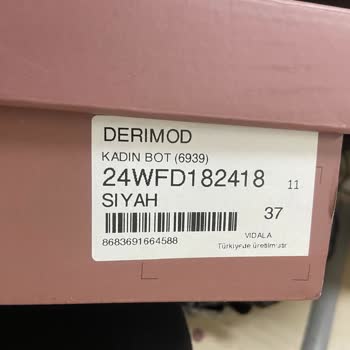 DERIMOD
KADIN BOT (6939)
24WFD182418 11
SIYAH
37
8683691664588
VIDALA
Türkiye'de üretilmiştir